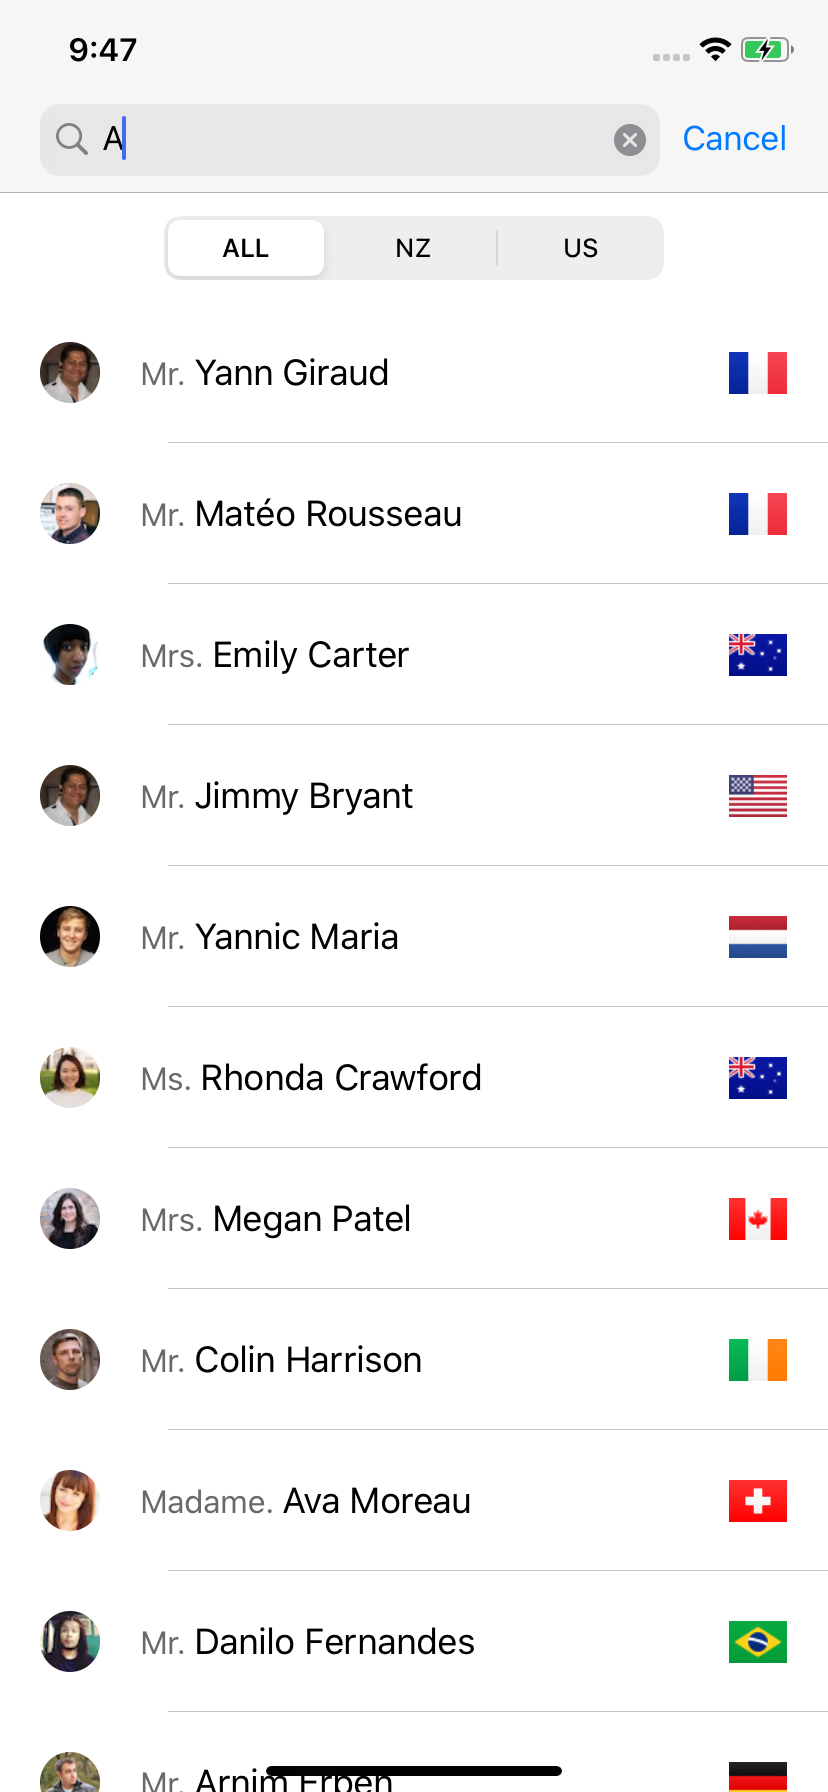 9:47
A
Cancel
ALL NZ US
Mr. Yann Giraud
Mr. Matéo Rousseau
Mrs. Emily Carter
Mr. Jimmy Bryant
Mr. Yannic Maria
Ms. Rhonda Crawford
Mrs. Megan Patel
Mr. Colin Harrison
Madame. Ava Moreau
Mr. Danilo Fernandes
Mr. Arnim Erben